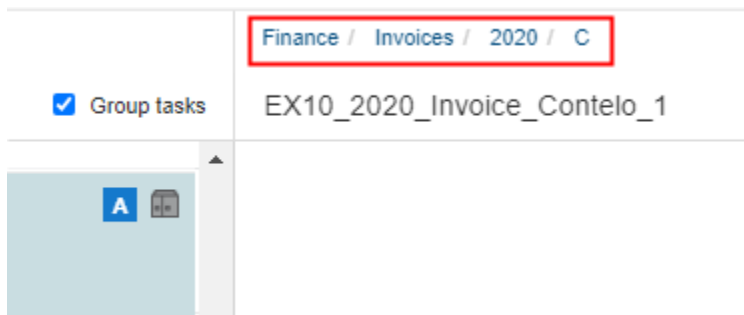 Finance / Invoices / 2020 / C
Group tasks
EX10_2020_Invoice_Contelo_1
A